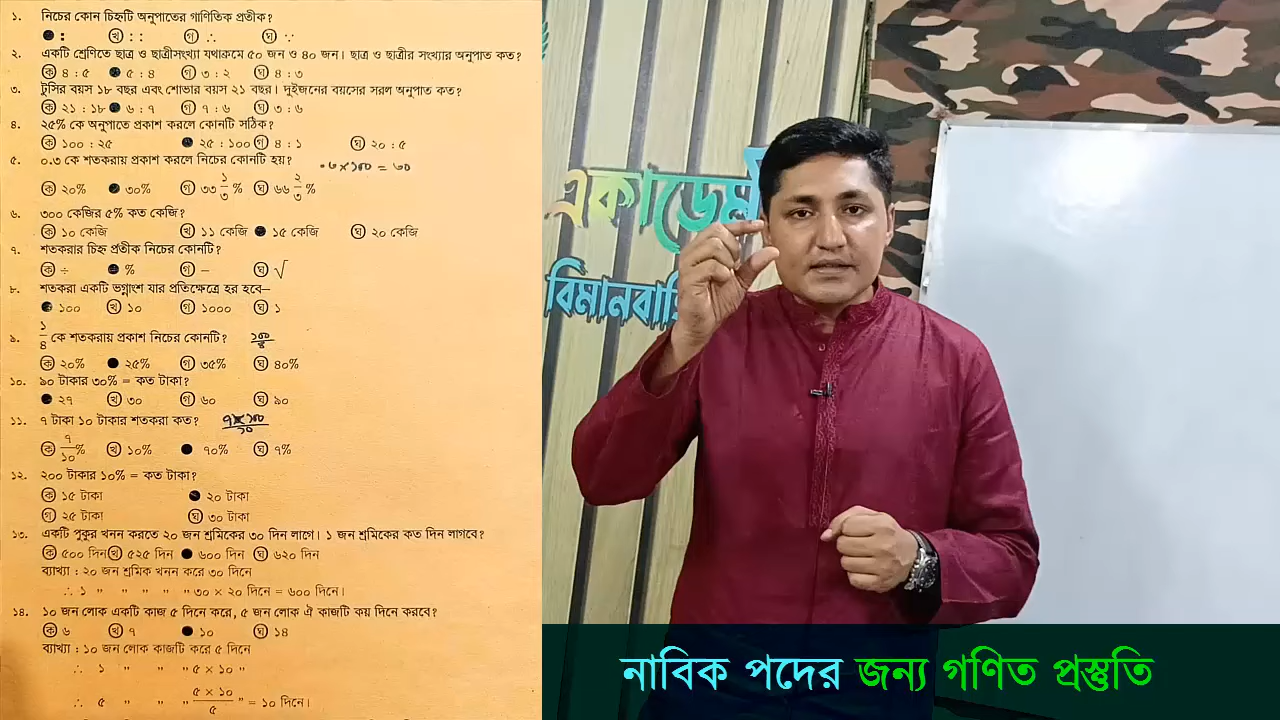 ১. নিচের কোন চিহ্নটি অনুপাতের গাণিতিক প্রতীক?
● : (খ) : : (গ) ∴ (ঘ) ∵
২. একটি শ্রেণিতে ছাত্র ও ছাত্রীসংখ্যা যথাক্রমে ৫০ জন ও ৪০ জন। ছাত্র ও ছাত্রীর সংখ্যার অনুপাত কত?
(ক) ৪ : ৫ ● ৫ : ৪ (গ) ৩ : ২ (ঘ) ৪ : ৩
৩. টুসির বয়স ১৮ বছর এবং শোভার বয়স ২১ বছর। দুইজনের বয়সের সরল অনুপাত কত?
(ক) ২১ : ১৮ ● ৬ : ৭ (গ) ৭ : ৬ (ঘ) ৩ : ৬
৪. ২৫% কে অনুপাতে প্রকাশ করলে কোনটি সঠিক?
(ক) ১০০ : ২৫ ● ২৫ : ১০০ (গ) ৪ : ১ (ঘ) ২০ : ৫
৫. ০.৩ কে শতকরায় প্রকাশ করলে নিচের কোনটি হয়? .৩×১০০ = ৩০
(ক) ২০% ● ৩০% (গ) ৩৩ ১/৩ % (ঘ) ৬৬ ২/৩ %
৬. ৩০০ কেজির ৫% কত কেজি?
(ক) ১০ কেজি (খ) ১১ কেজি ● ১৫ কেজি (ঘ) ২০ কেজি
৭. শতকরার চিহ্ন প্রতীক নিচের কোনটি?
(ক) ÷ ● % (গ) − (ঘ) √
৮. শতকরা একটি ভগ্নাংশ যার প্রতিক্ষেত্রে হর হবে–
● ১০০ (খ) ১০ (গ) ১০০০ (ঘ) ১
৯. ১/৪ কে শতকরায় প্রকাশ নিচের কোনটি? ১০০/৪
(ক) ২০% ● ২৫% (গ) ৩৫% (ঘ) ৪০%
১০. ৯০ টাকার ৩০% = কত টাকা?
● ২৭ (খ) ৩০ (গ) ৬০ (ঘ) ৯০
১১. ৭ টাকা ১০ টাকার শতকরা কত? ৭×১০০/১০
(ক) ৭/১০% (খ) ১০% ● ৭০% (ঘ) ৭%
১২. ২০০ টাকার ১০% = কত টাকা?
(ক) ১৫ টাকা ● ২০ টাকা
(গ) ২৫ টাকা (ঘ) ৩০ টাকা
১৩. একটি পুকুর খনন করতে ২০ জন শ্রমিকের ৩০ দিন লাগে। ১ জন শ্রমিকের কত দিন লাগবে?
(ক) ৫০০ দিন (খ) ৫২৫ দিন ● ৬০০ দিন (ঘ) ৬২০ দিন
ব্যাখ্যা : ২০ জন শ্রমিক খনন করে ৩০ দিনে
∴ ১ " " " " " ৩০ × ২০ দিনে = ৬০০ দিনে।
১৪. ১০ জন লোক একটি কাজ ৫ দিনে করে, ৫ জন লোক ঐ কাজটি কয় দিনে করবে?
(ক) ৬ (খ) ৭ ● ১০ (ঘ) ১৪
ব্যাখ্যা : ১০ জন লোক কাজটি করে ৫ দিনে
∴ ১ " " " " ৫ × ১০ "
∴ ৫ " " " " ৫ × ১০/৫ " = ১০ দিনে।
একাডেমী
বিমানবাহি
নাবিক পদের জন্য গণিত প্রস্তুতি